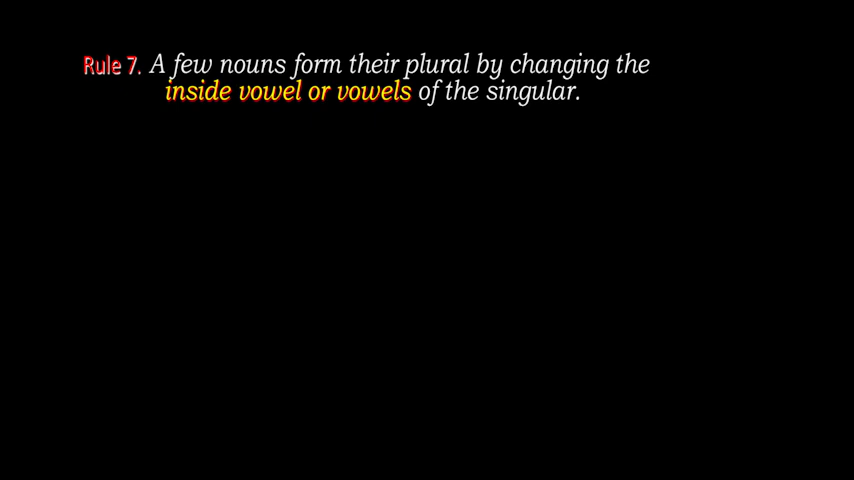 Rule 7. A few nouns form their plural by changing the
inside vowel or vowels of the singular.